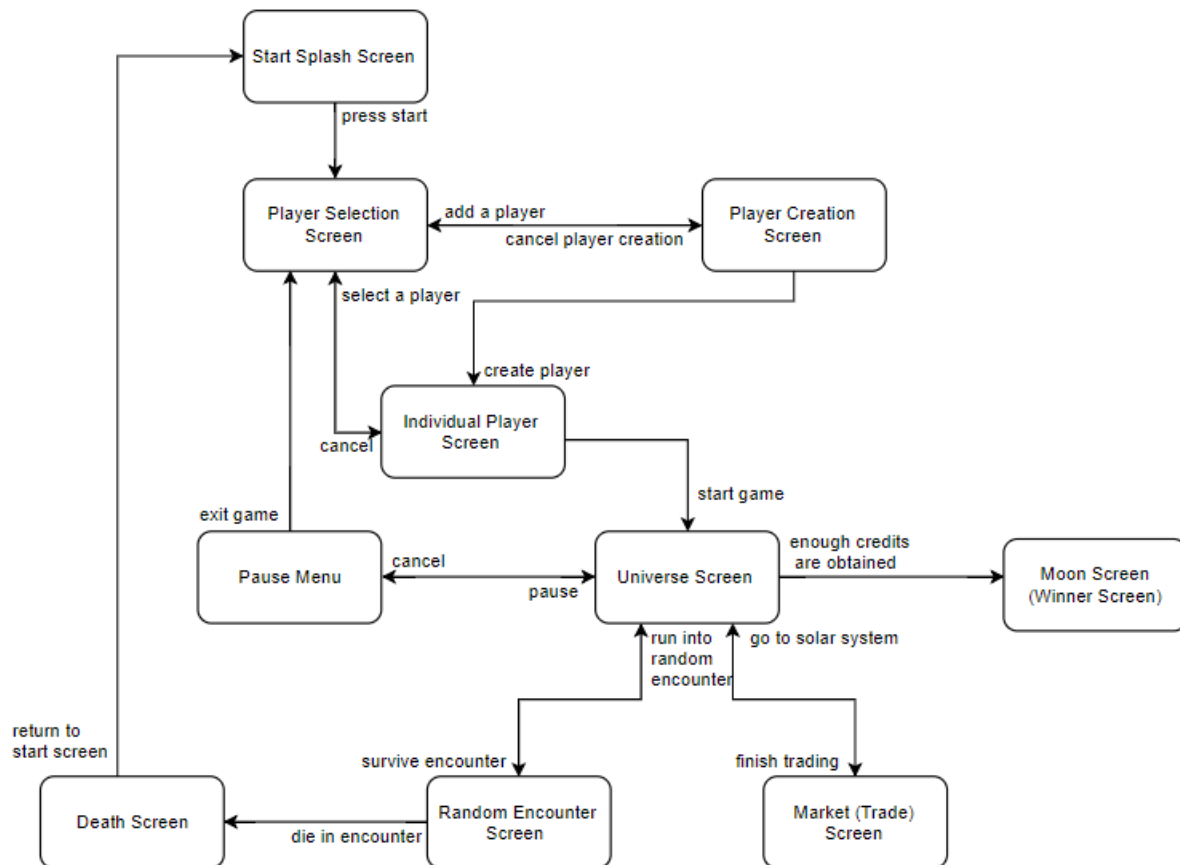 Start Splash Screen
press start
Player Selection
Screen
add a player
cancel player creation
Player Creation
Screen
select a player
create player
Individual Player
Screen
cancel
start game
exit game
Pause Menu
cancel
pause
Universe Screen
enough credits
are obtained
Moon Screen
(Winner Screen)
run into
random
encounter
go to solar system
return to
start screen
survive encounter
finish trading
Death Screen
die in encounter
Random Encounter
Screen
Market (Trade)
Screen